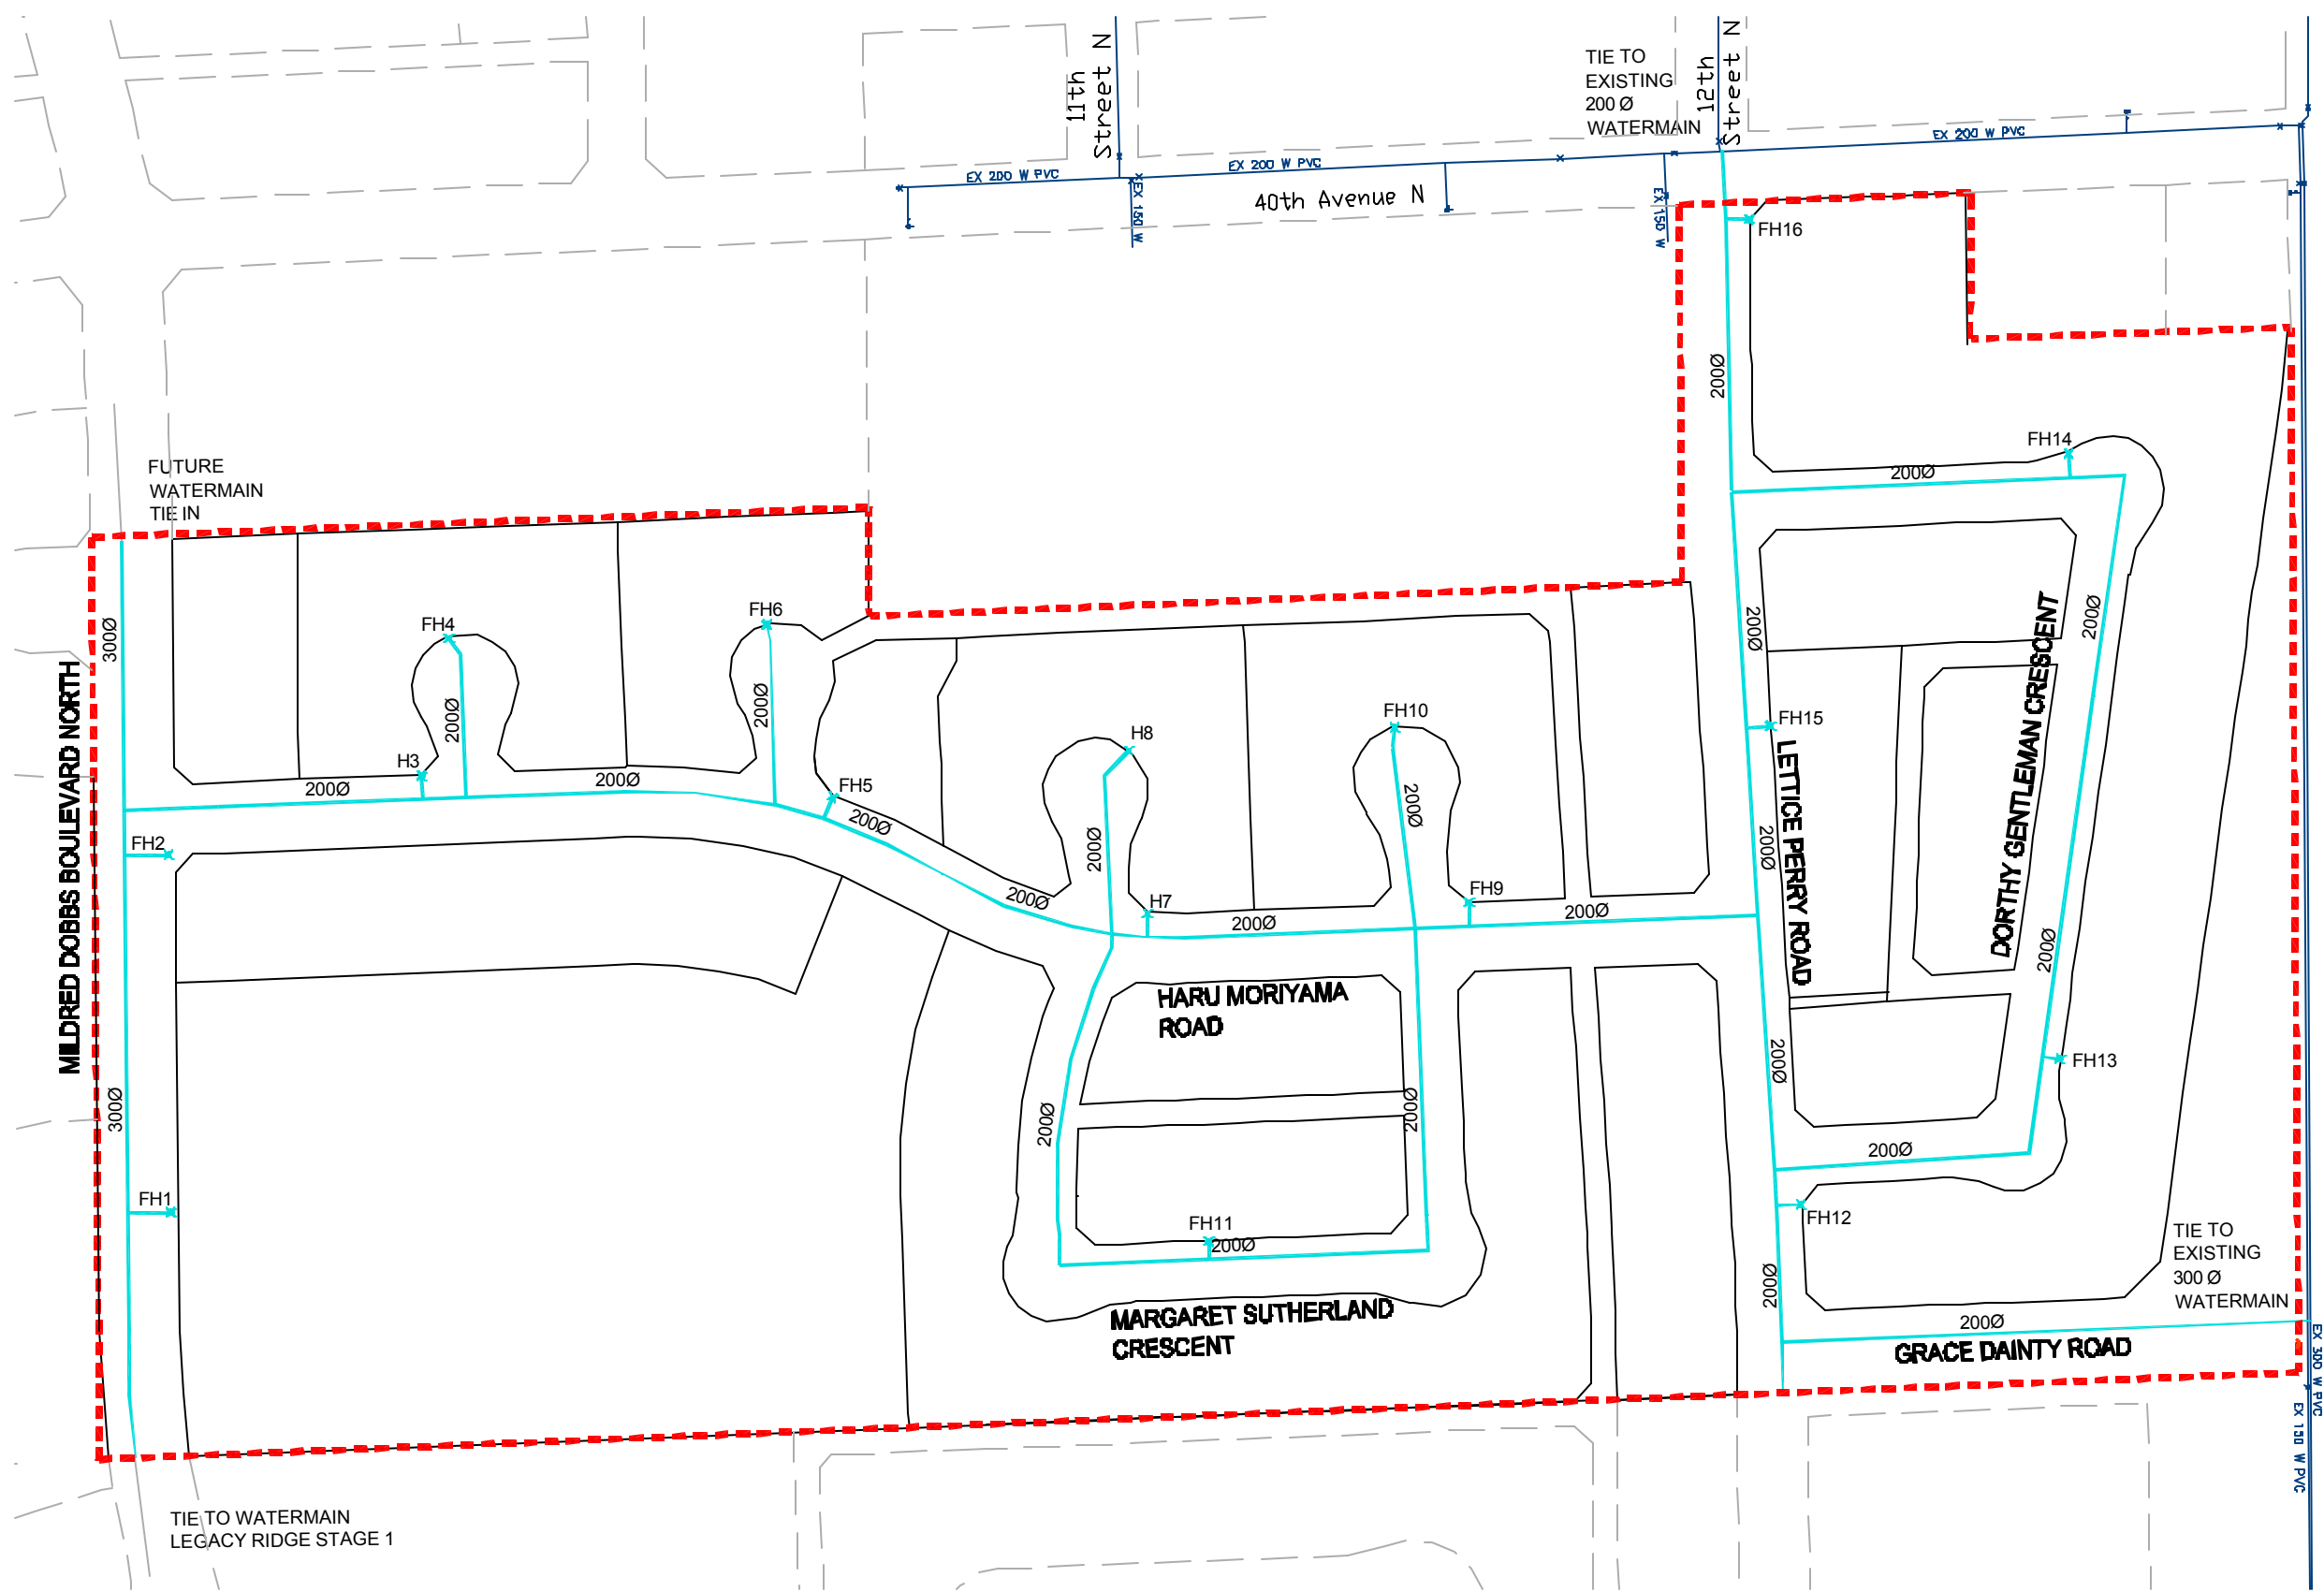 11th
Street N
TIE TO
EXISTING
200 Ø
WATERMAIN
12th
Street N
EX 200 W PVC
EX 200 W PVC
EX 200 W PVC
EX 150 W
40th Avenue N
EX 150 W
FH16
200Ø
FH14
200Ø
FUTURE
WATERMAIN
TIE IN
300Ø
FH4
FH6
200Ø
200Ø
200Ø
200Ø
MILDRED DOBBS BOULEVARD NORTH
H3
200Ø
200Ø
FH5
200Ø
FH2
H8
FH10
200Ø
200Ø
FH15
LETTICE PERRY ROAD
DORTHY GENTLEMAN CRESCENT
200Ø
200Ø
H7
200Ø
FH9
200Ø
200Ø
HARU MORIYAMA
ROAD
300Ø
200Ø
200Ø
200Ø
FH13
200Ø
FH1
FH11
200Ø
FH12
200Ø
TIE TO
EXISTING
300 Ø
WATERMAIN
MARGARET SUTHERLAND
CRESCENT
200Ø
GRACE DAINTY ROAD
EX 300 W PVC
EX 150 W PVC
TIE TO WATERMAIN
LEGACY RIDGE STAGE 1